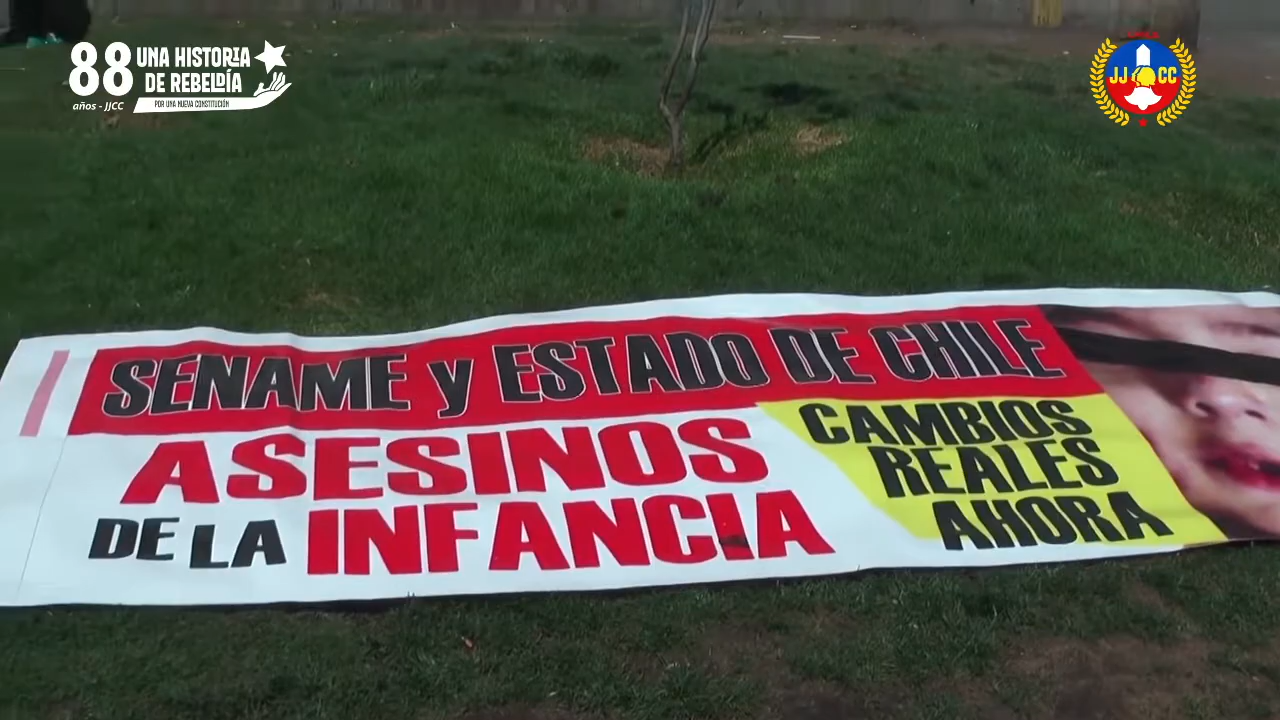 88 UNA HISTORIA
DE REBELDÍA
años - JJCC
POR UNA NUEVA CONSTITUCIÓN
JJ CC
SENAME y ESTADO DE CHILE
ASESINOS
DE LA INFANCIA
CAMBIOS
REALES
AHORA